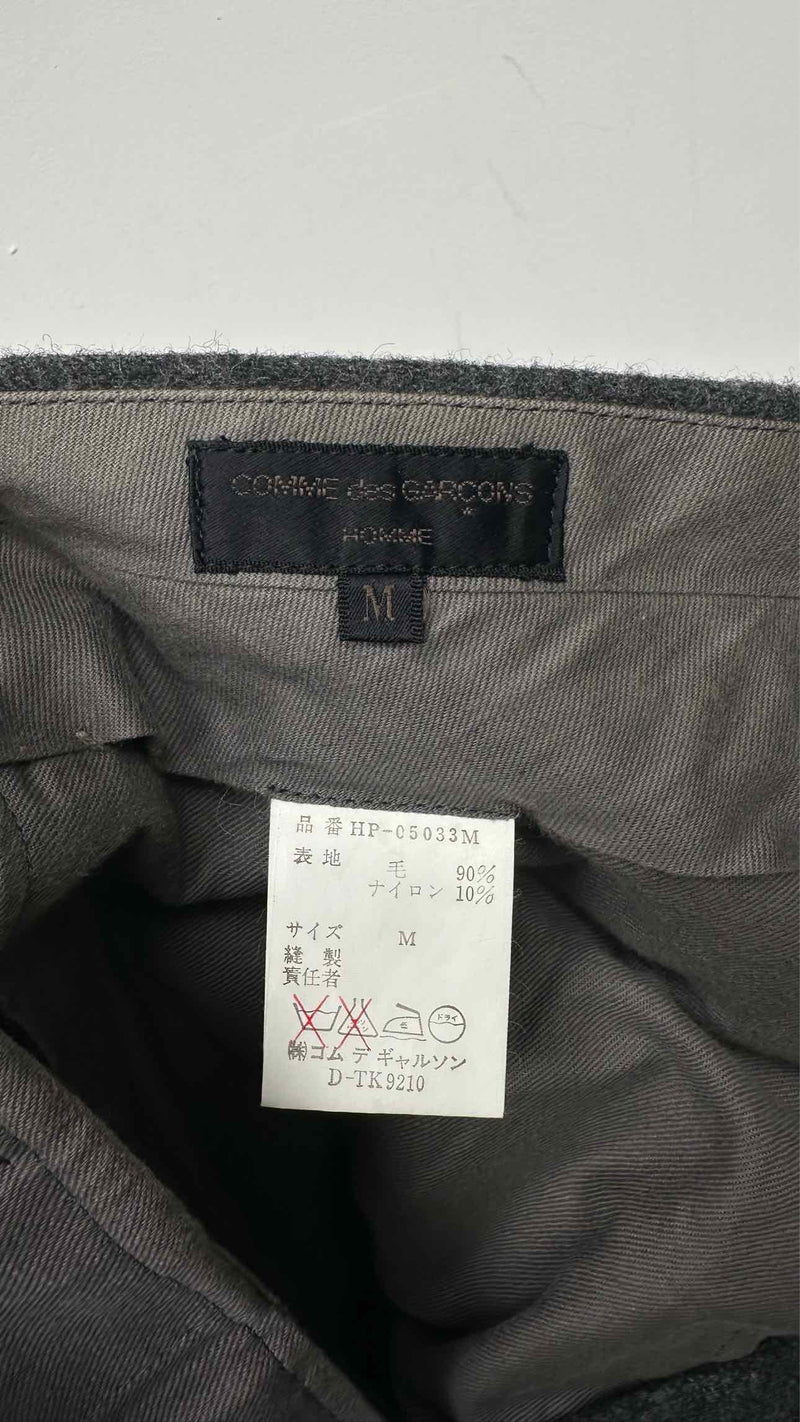 COMME des GARÇONS
HOMME
M
品番 HP-05033M
表地 毛 90%
ナイロン 10%
サイズ M
縫製
責任者
ドライ
㈱コム デ ギャルソン
D-TK9210